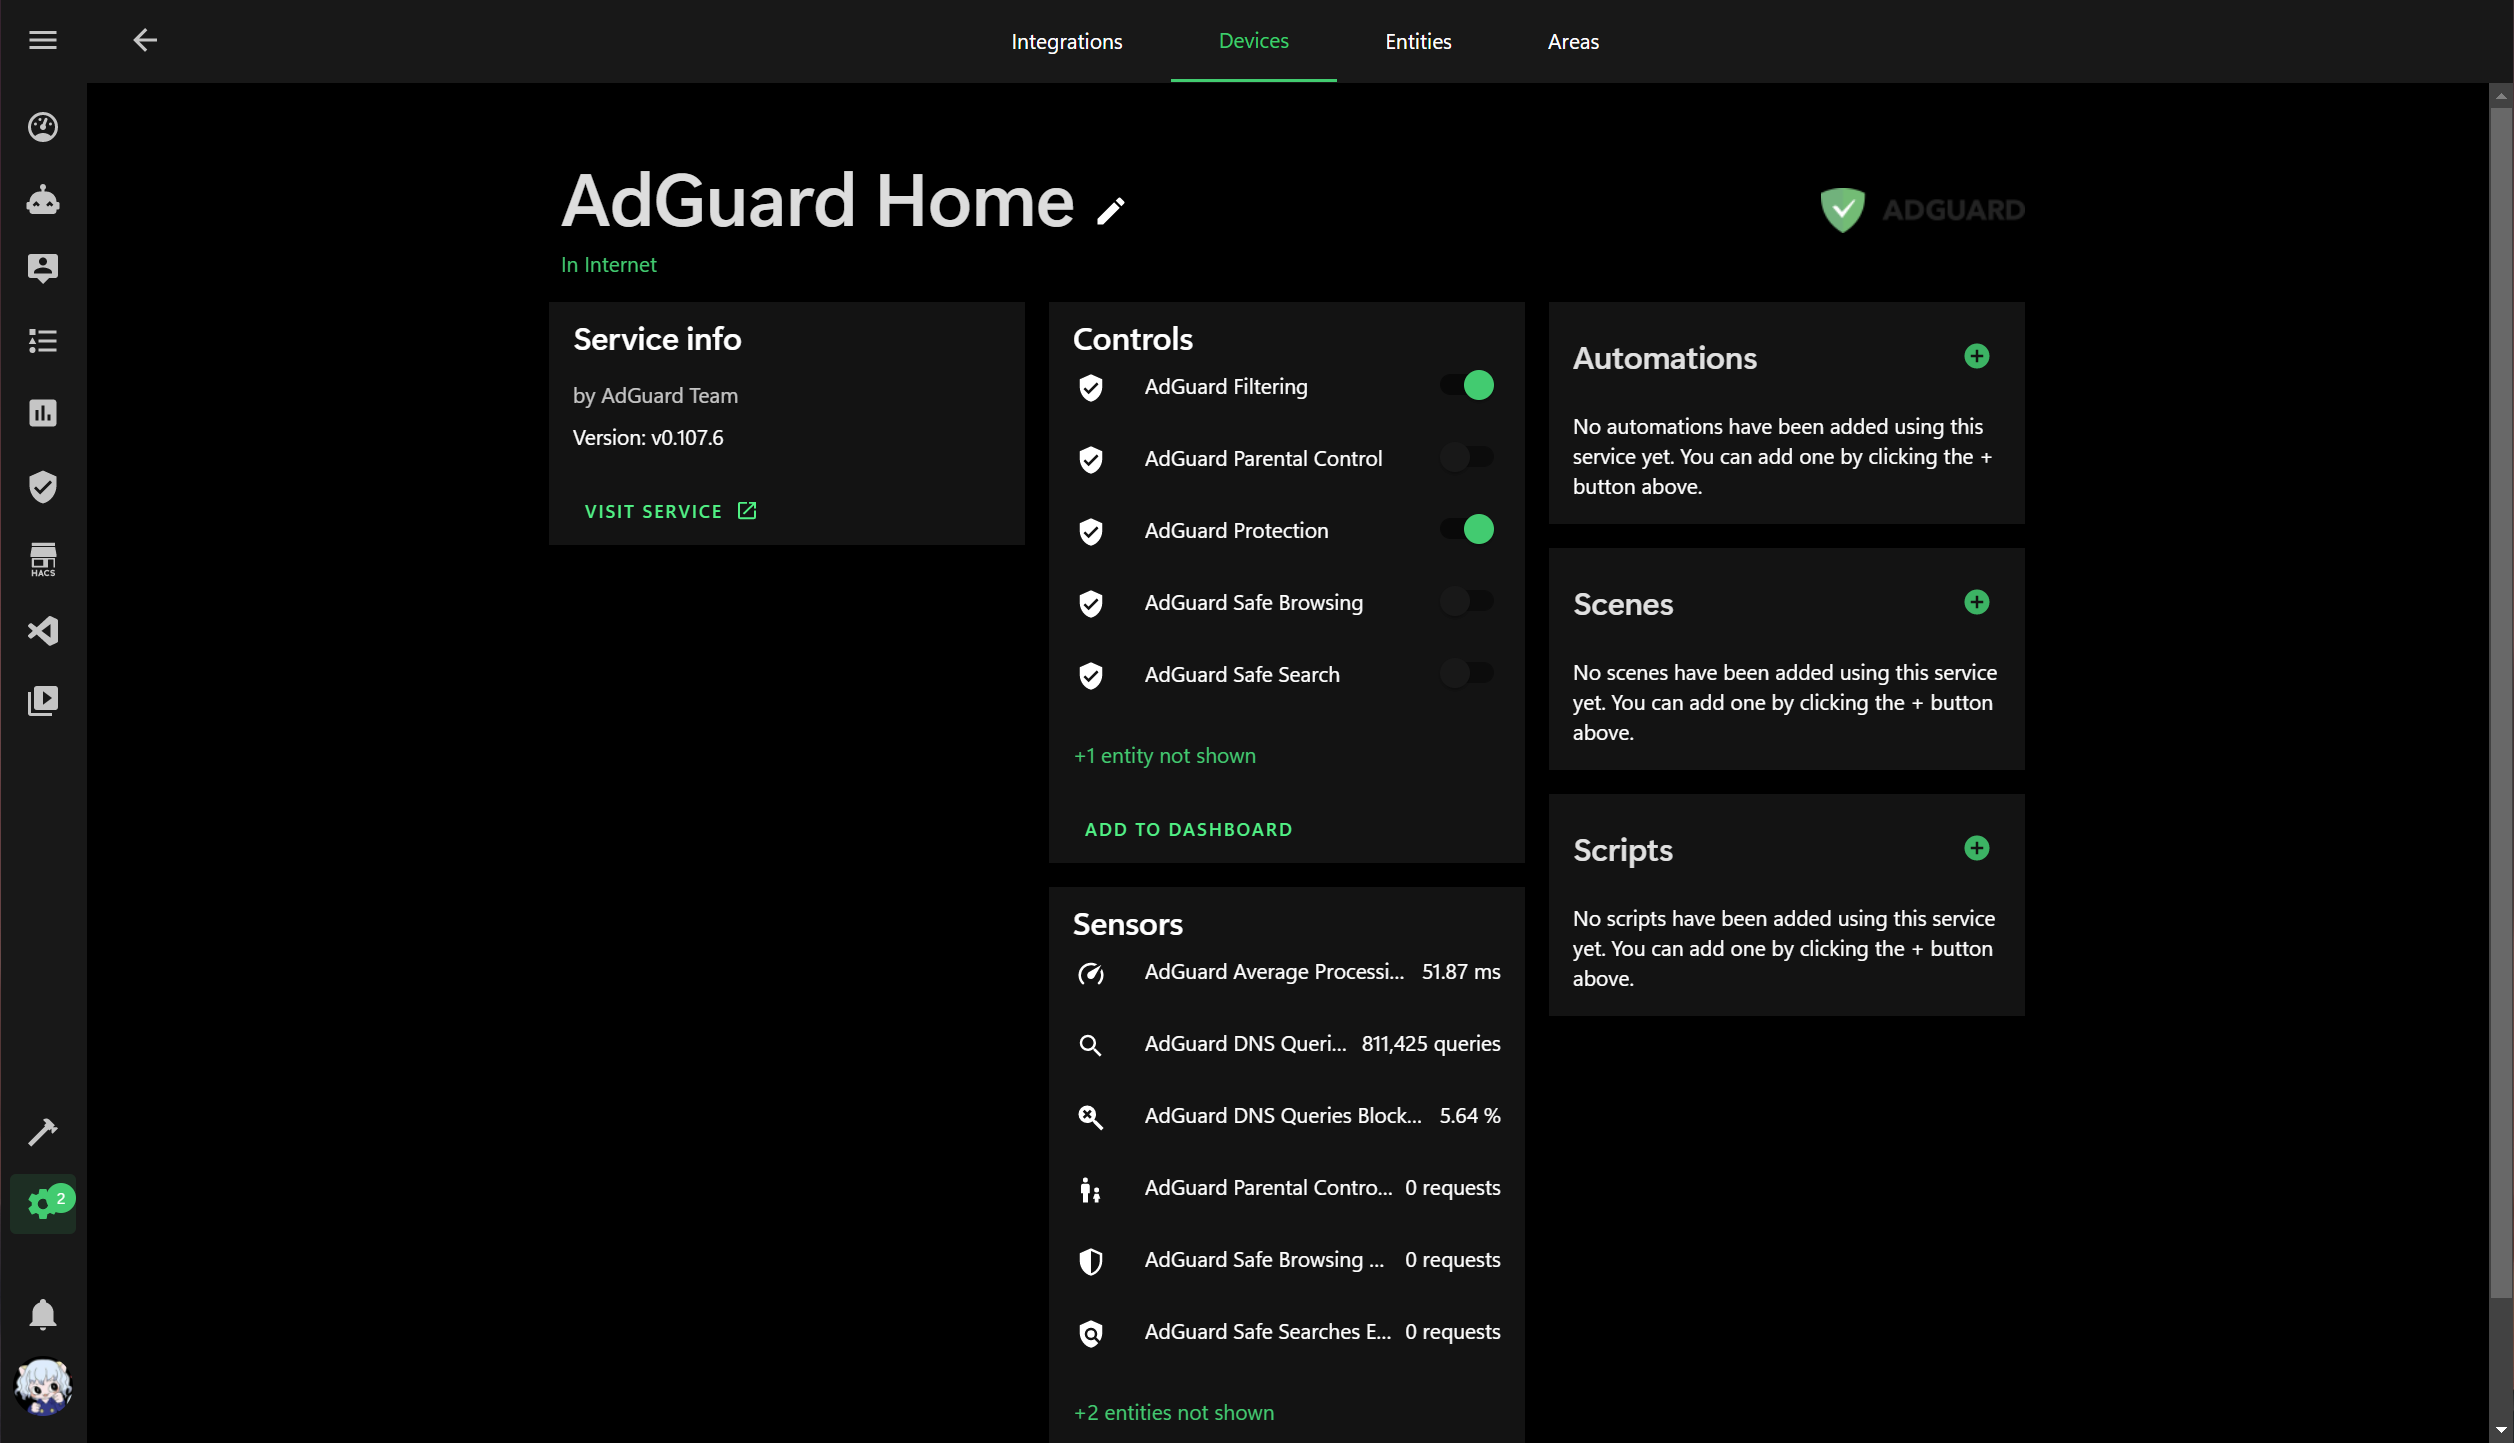 Integrations
Devices
Entities
Areas
AdGuard Home
In Internet
ADGUARD
Service info
by AdGuard Team
Version: v0.107.6
VISIT SERVICE
Controls
AdGuard Filtering
AdGuard Parental Control
AdGuard Protection
AdGuard Safe Browsing
AdGuard Safe Search
+1 entity not shown
ADD TO DASHBOARD
Sensors
AdGuard Average Processi... 51.87 ms
AdGuard DNS Queri... 811,425 queries
AdGuard DNS Queries Block... 5.64 %
AdGuard Parental Contro... 0 requests
AdGuard Safe Browsing ... 0 requests
AdGuard Safe Searches E... 0 requests
+2 entities not shown
Automations
No automations have been added using this
service yet. You can add one by clicking the +
button above.
Scenes
No scenes have been added using this service
yet. You can add one by clicking the + button
above.
Scripts
No scripts have been added using this service
yet. You can add one by clicking the + button
above.
HACS
2